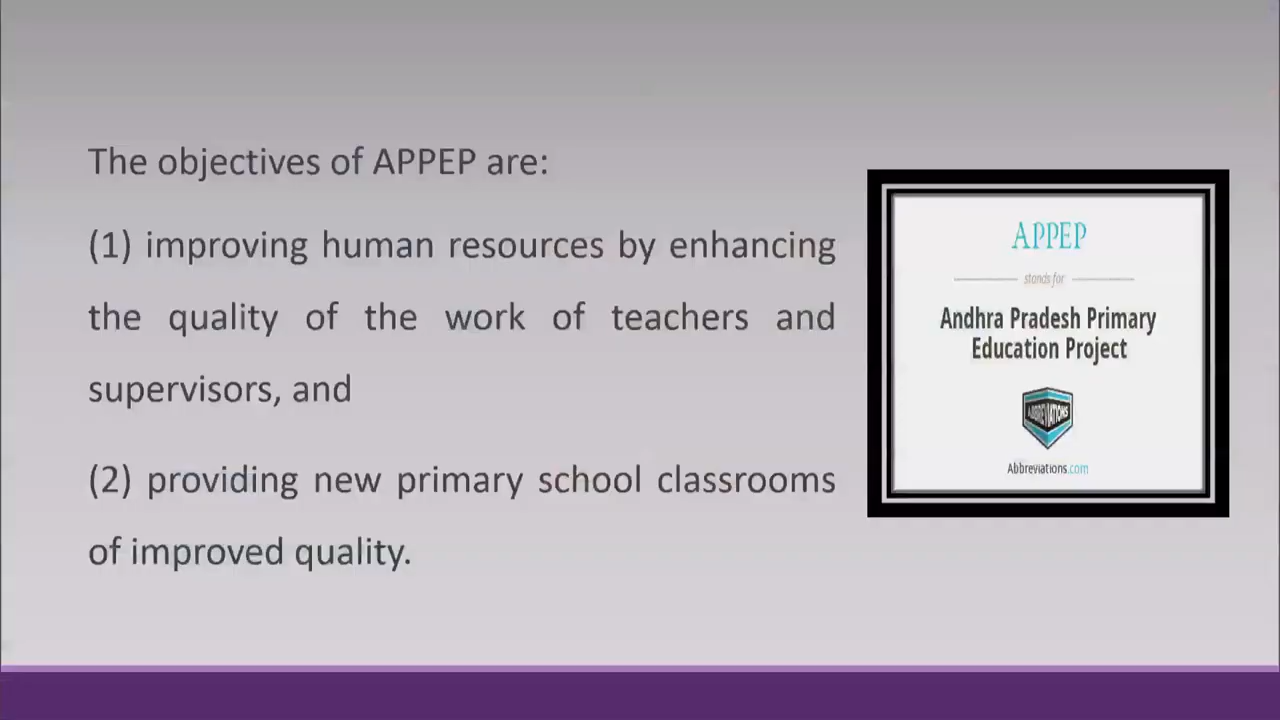 The objectives of APPEP are:
(1) improving human resources by enhancing
the quality of the work of teachers and
supervisors, and
(2) providing new primary school classrooms
of improved quality.
APPEP
stands for
Andhra Pradesh Primary
Education Project
ABBREVIATIONS
Abbreviations.com